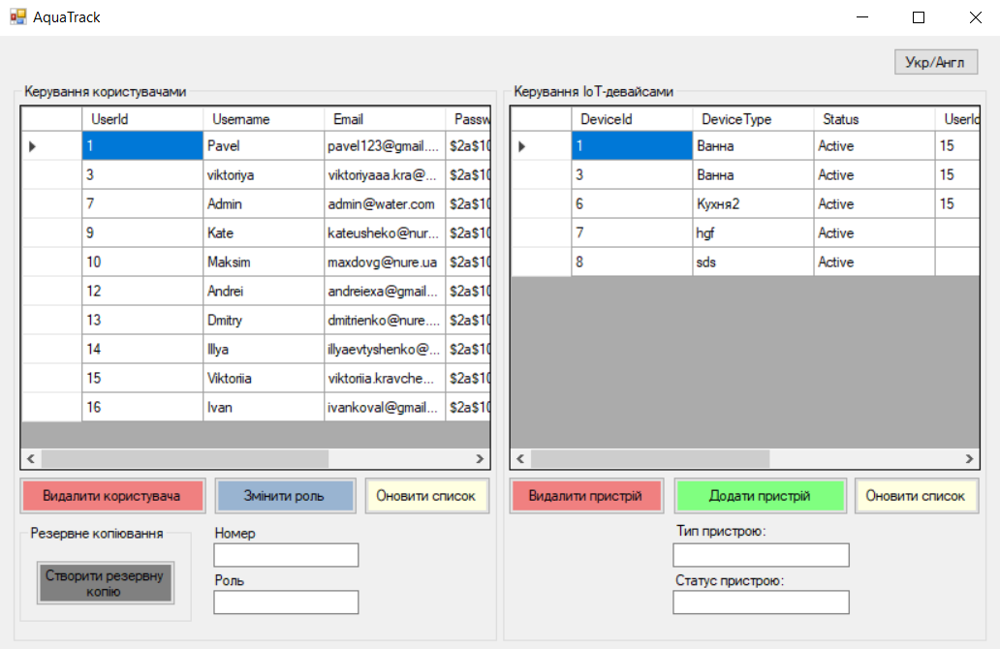 AquaTrack
Укр/Англ
Керування користувачами
UserId Username Email Passw
1 Pavel pavel123@gmail.... $2a$10
3 viktoriya viktoriyaaa.kra@... $2a$10
7 Admin admin@water.com $2a$10
9 Kate kateusheko@nur... $2a$10
10 Maksim maxdovg@nure.ua $2a$10
12 Andrei andreiexa@gmail... $2a$10
13 Dmitry dmitrienko@nure.... $2a$10
14 Illya illyaevtyshenko@... $2a$10
15 Viktoriia viktoriia.kravche... $2a$10
16 Ivan ivankoval@gmail... $2a$10
Видалити користувача Змінити роль Оновити список
Резервне копіювання
Створити резервну
копію
Номер
Роль
Керування IoT-девайсами
DeviceId DeviceType Status UserId
1 Ванна Active 15
3 Ванна Active 15
6 Кухня2 Active 15
7 hgf Active
8 sds Active
Видалити пристрій Додати пристрій Оновити список
Тип пристрою:
Статус пристрою: